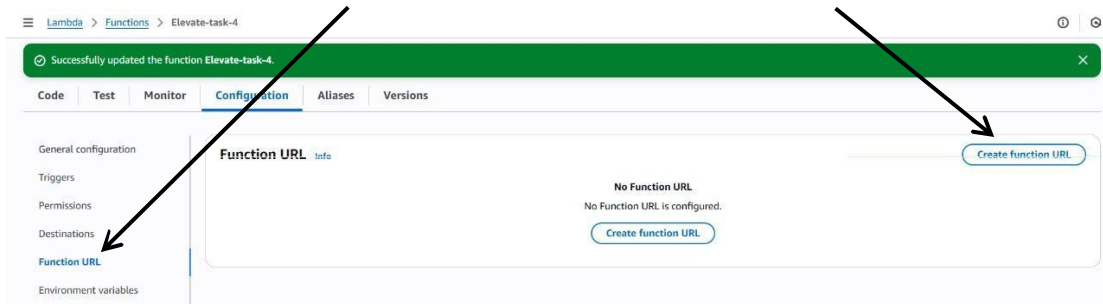 Lambda > Functions > Elevate-task-4
Successfully updated the function Elevate-task-4.
Code Test Monitor Configuration Aliases Versions
General configuration
Triggers
Permissions
Destinations
Function URL
Environment variables
Function URL Info
Create function URL
No Function URL
No Function URL is configured.
Create function URL